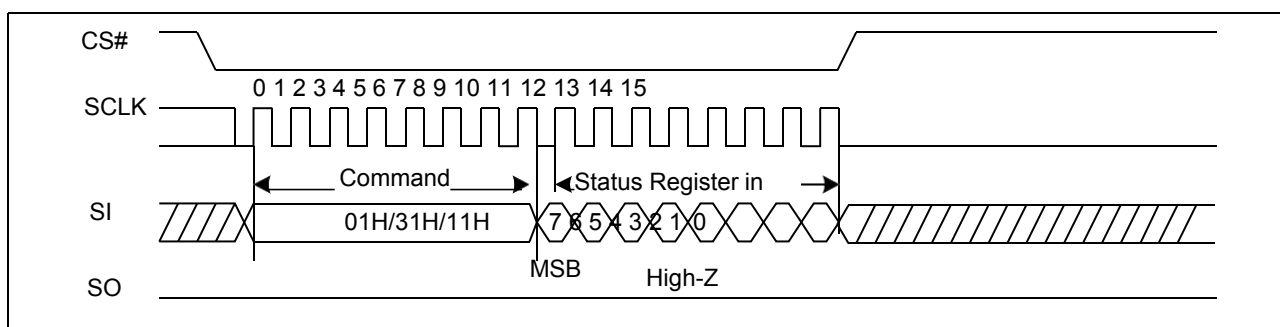 CS#
0 1 2 3 4 5 6 7 8 9 10 11 12 13 14 15
SCLK
Command
Status Register in
SI
01H/31H/11H
7 6 5 4 3 2 1 0
MSB
High-Z
SO